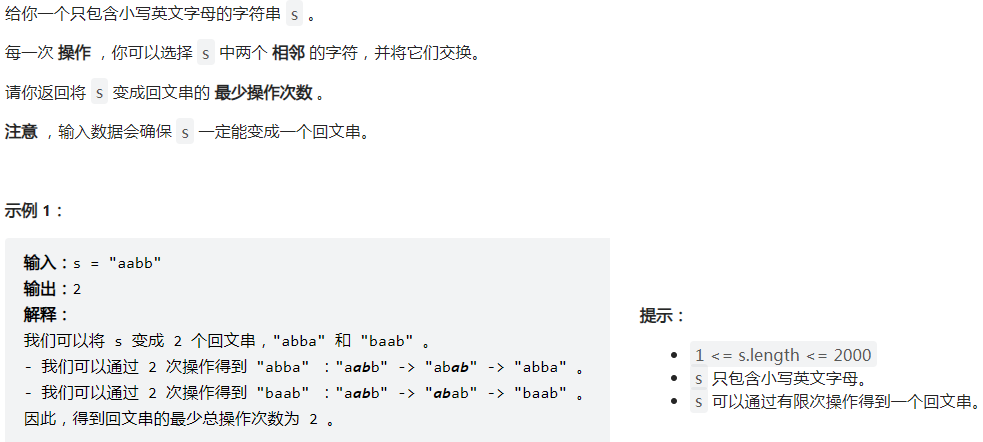 给你一个只包含小写英文字母的字符串 s 。
每一次 操作 ，你可以选择 s 中两个 相邻 的字符，并将它们交换。
请你返回将 s 变成回文串的 最少操作次数 。
注意 ，输入数据会确保 s 一定能变成一个回文串。
示例 1：
输入：s = "aabb"
输出：2
解释：
我们可以将 s 变成 2 个回文串，"abba" 和 "baab" 。
- 我们可以通过 2 次操作得到 "abba" ："aabb" -> "abab" -> "abba" 。
- 我们可以通过 2 次操作得到 "baab" ："aabb" -> "abab" -> "baab" 。
因此，得到回文串的最少总操作次数为 2 。
提示：
• 1 <= s.length <= 2000
• s 只包含小写英文字母。
• s 可以通过有限次操作得到一个回文串。